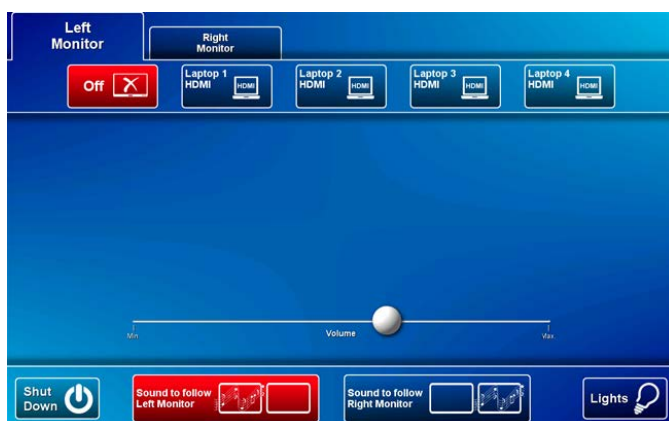 Left
Monitor
Right
Monitor
Off
Laptop 1
HDMI
HDMI
Laptop 2
HDMI
HDMI
Laptop 3
HDMI
HDMI
Laptop 4
HDMI
HDMI
Min
Volume
Max
Shut
Down
Sound to follow
Left Monitor
Sound to follow
Right Monitor
Lights